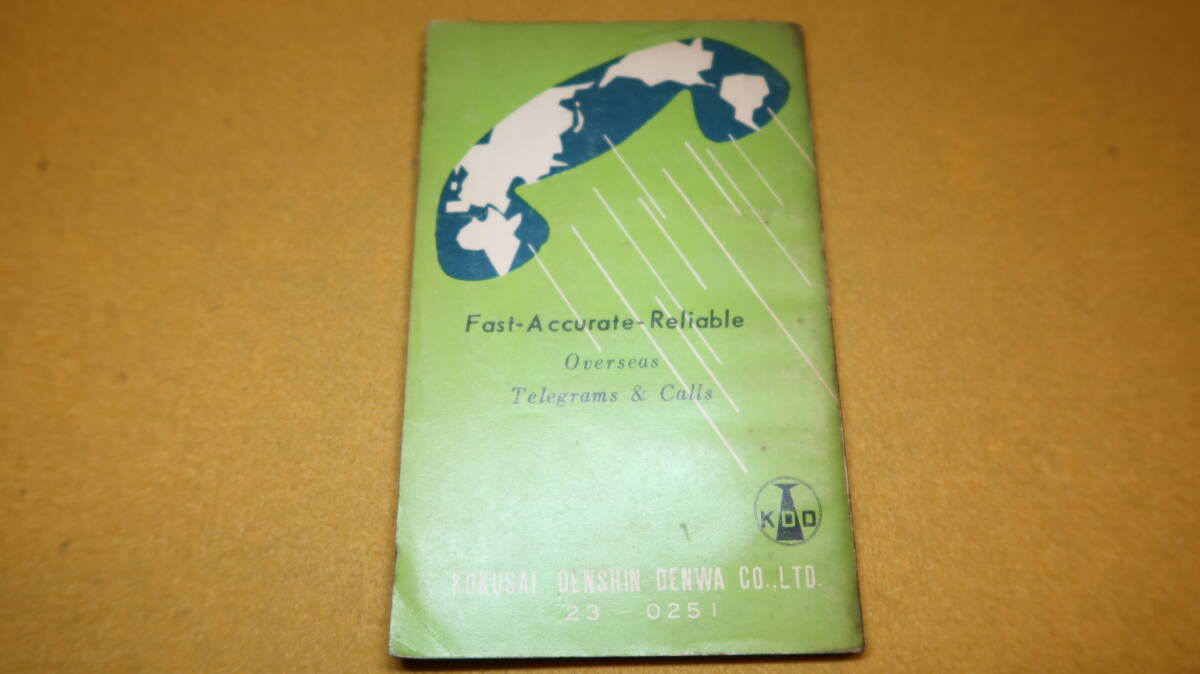 Fast-Accurate-Reliable
Overseas
Telegrams & Calls
KDD
KOKUSAI DENSHIN DENWA CO.,LTD.
23-0251